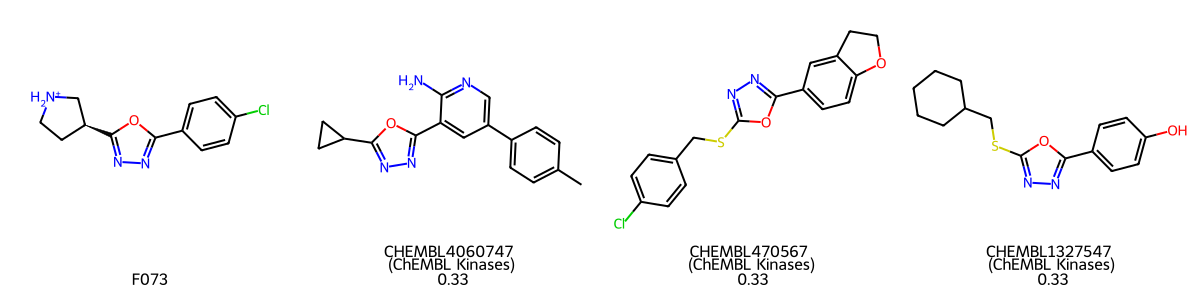 H₂N⁺ O N N Cl
H₂N N O N N
N N O S Cl O
S O N N OH
F073
CHEMBL4060747
(ChEMBL Kinases)
0.33
CHEMBL470567
(ChEMBL Kinases)
0.33
CHEMBL1327547
(ChEMBL Kinases)
0.33